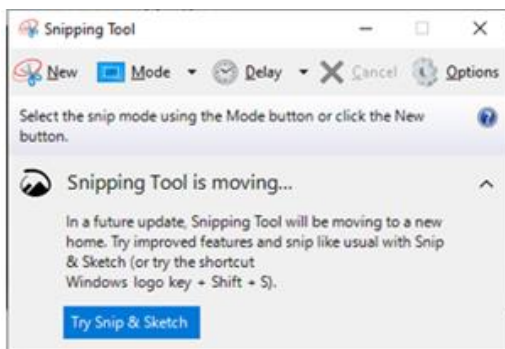 Snipping Tool
New Mode Delay Cancel Options
Select the snip mode using the Mode button or click the New
button.
Snipping Tool is moving...
In a future update, Snipping Tool will be moving to a new
home. Try improved features and snip like usual with Snip
& Sketch (or try the shortcut
Windows logo key + Shift + S).
Try Snip & Sketch